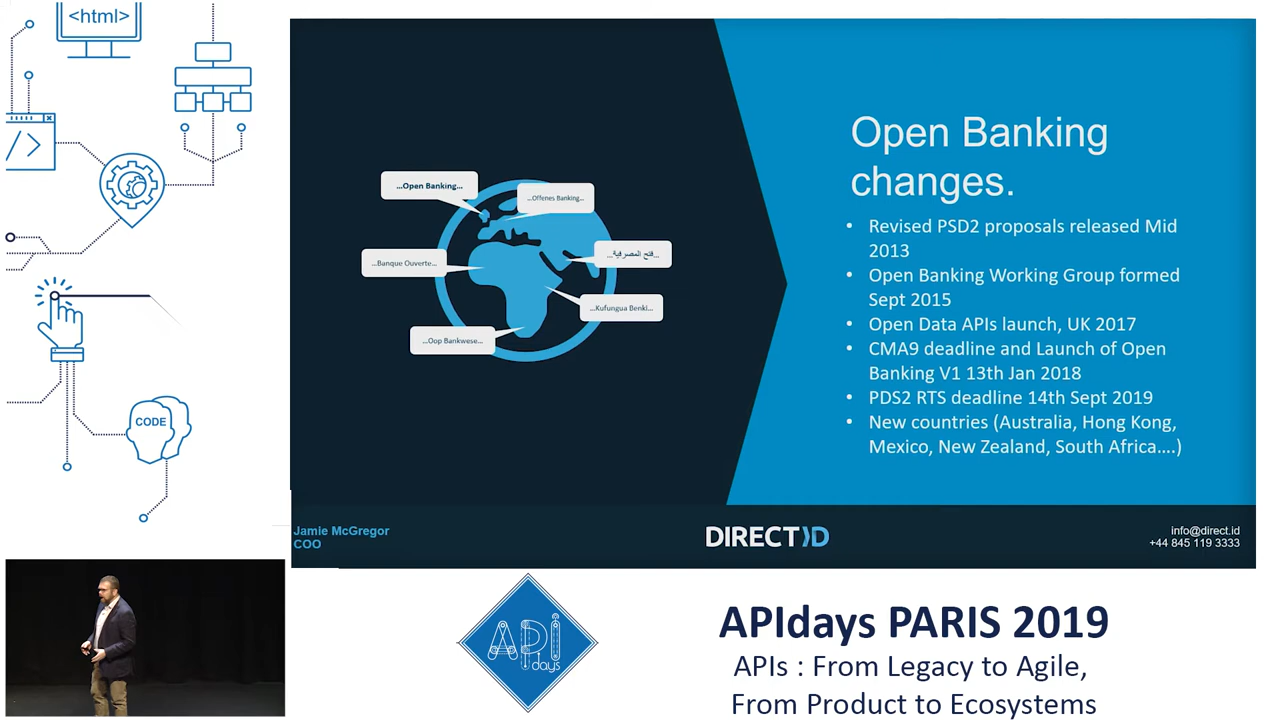 <html>
</>
CODE
...Open Banking...
...Offenes Banking...
...فتح المصرفية...
...Banque Ouverte...
...Kufungua Benki...
...Oop Bankwese...
Open Banking
changes.
• Revised PSD2 proposals released Mid
2013
• Open Banking Working Group formed
Sept 2015
• Open Data APIs launch, UK 2017
• CMA9 deadline and Launch of Open
Banking V1 13th Jan 2018
• PDS2 RTS deadline 14th Sept 2019
• New countries (Australia, Hong Kong,
Mexico, New Zealand, South Africa....)
Jamie McGregor
COO
DIRECT ID
info@direct.id
+44 845 119 3333
API
days
APIdays PARIS 2019
APIs : From Legacy to Agile,
From Product to Ecosystems